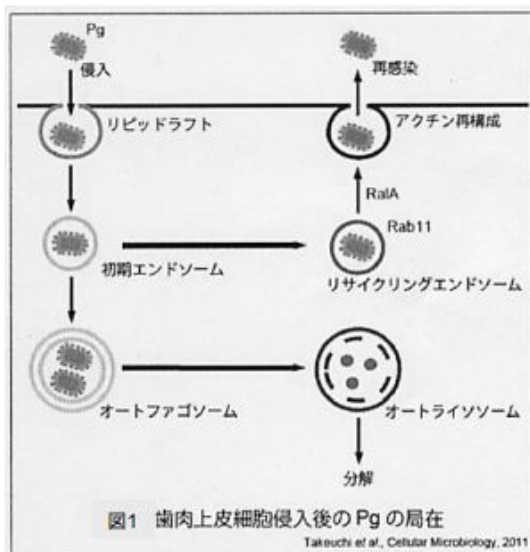 Pg
侵入
再感染
リピッドラフト
アクチン再構成
RalA
Rab11
初期エンドソーム
リサイクリングエンドソーム
オートファゴソーム
オートライソソーム
分解
図1 歯肉上皮細胞侵入後の Pg の局在
Takeuchi et al., Cellular Microbiology, 2011